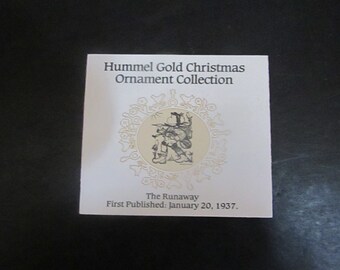 Hummel Gold Christmas
Ornament Collection
The Runaway
First Published: January 20, 1937.